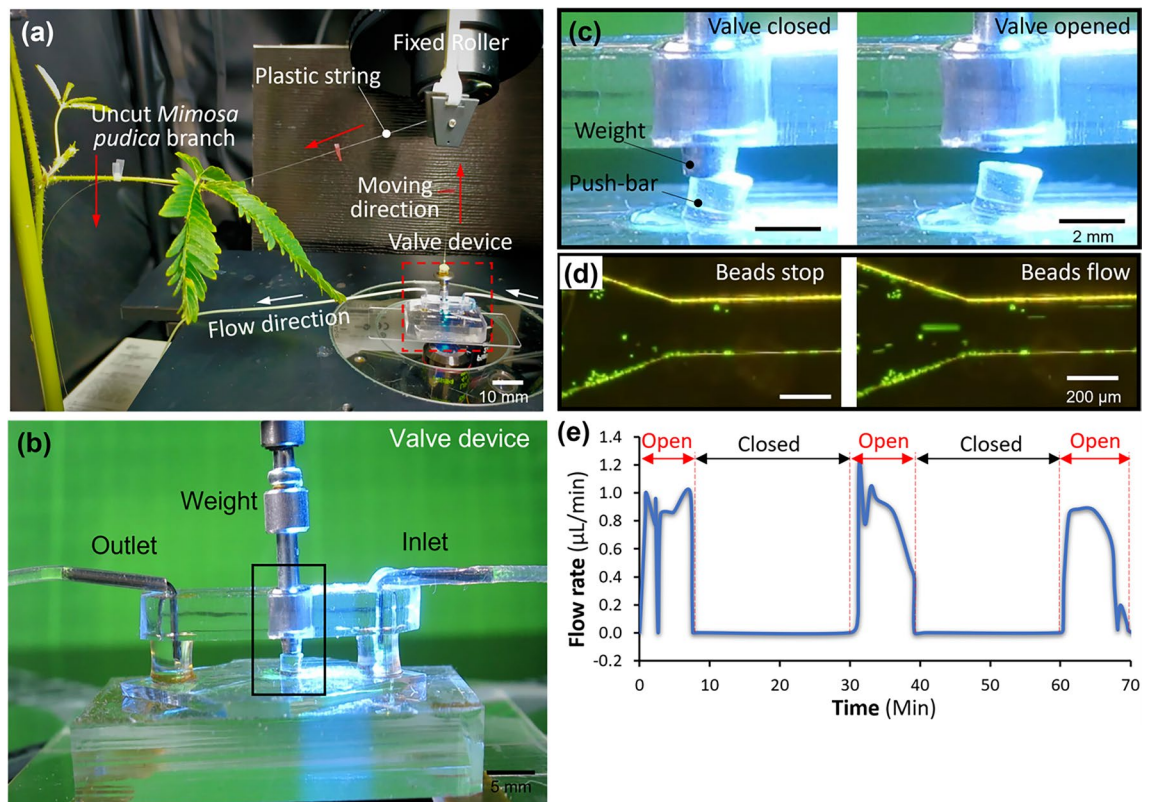 (a)
Fixed Roller
Plastic string
Uncut Mimosa
pudica branch
Moving
direction
Valve device
Flow direction
10 mm
(b)
Valve device
Weight
Outlet
Inlet
5 mm
(c)
Valve closed
Valve opened
Weight
Push-bar
2 mm
(d)
Beads stop
Beads flow
200 μm
(e)
Open
Closed
Open
Closed
Open
Flow rate (μL/min)
1.4
1.2
1.0
0.8
0.6
0.4
0.2
0.0
-0.2
0 10 20 30 40 50 60 70
Time (Min)